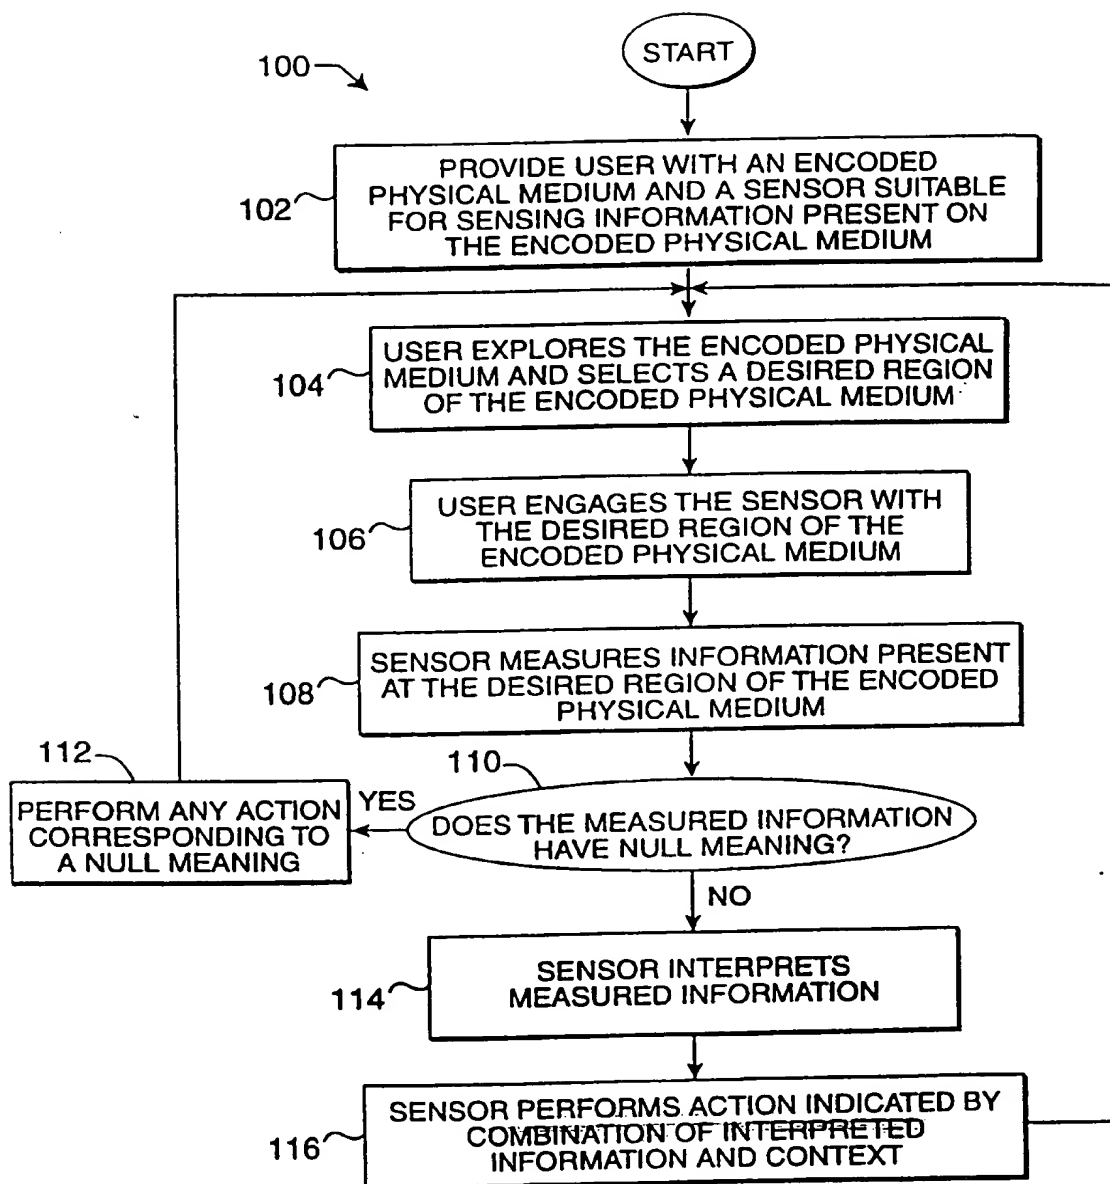 START
100
PROVIDE USER WITH AN ENCODED
PHYSICAL MEDIUM AND A SENSOR SUITABLE
FOR SENSING INFORMATION PRESENT ON
THE ENCODED PHYSICAL MEDIUM
102
USER EXPLORES THE ENCODED PHYSICAL
MEDIUM AND SELECTS A DESIRED REGION
OF THE ENCODED PHYSICAL MEDIUM
104
USER ENGAGES THE SENSOR WITH
THE DESIRED REGION OF THE
ENCODED PHYSICAL MEDIUM
106
SENSOR MEASURES INFORMATION PRESENT
AT THE DESIRED REGION OF THE ENCODED
PHYSICAL MEDIUM
108
112
110
PERFORM ANY ACTION
CORRESPONDING TO
A NULL MEANING
YES
DOES THE MEASURED INFORMATION
HAVE NULL MEANING?
NO
SENSOR INTERPRETS
MEASURED INFORMATION
114
SENSOR PERFORMS ACTION INDICATED BY
COMBINATION OF INTERPRETED
INFORMATION AND CONTEXT
116